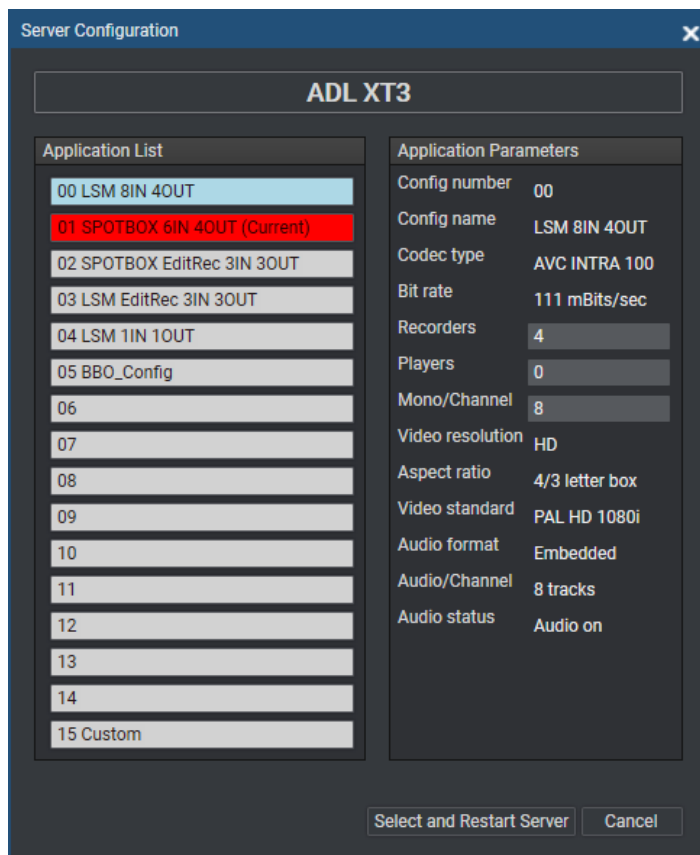 Server Configuration
ADL XT3
Application List
00 LSM 8IN 4OUT
01 SPOTBOX 6IN 4OUT (Current)
02 SPOTBOX EditRec 3IN 3OUT
03 LSM EditRec 3IN 3OUT
04 LSM 1IN 1OUT
05 BBO_Config
06
07
08
09
10
11
12
13
14
15 Custom
Application Parameters
Config number 00
Config name LSM 8IN 4OUT
Codec type AVC INTRA 100
Bit rate 111 mBits/sec
Recorders 4
Players 0
Mono/Channel 8
Video resolution HD
Aspect ratio 4/3 letter box
Video standard PAL HD 1080i
Audio format Embedded
Audio/Channel 8 tracks
Audio status Audio on
Select and Restart Server Cancel